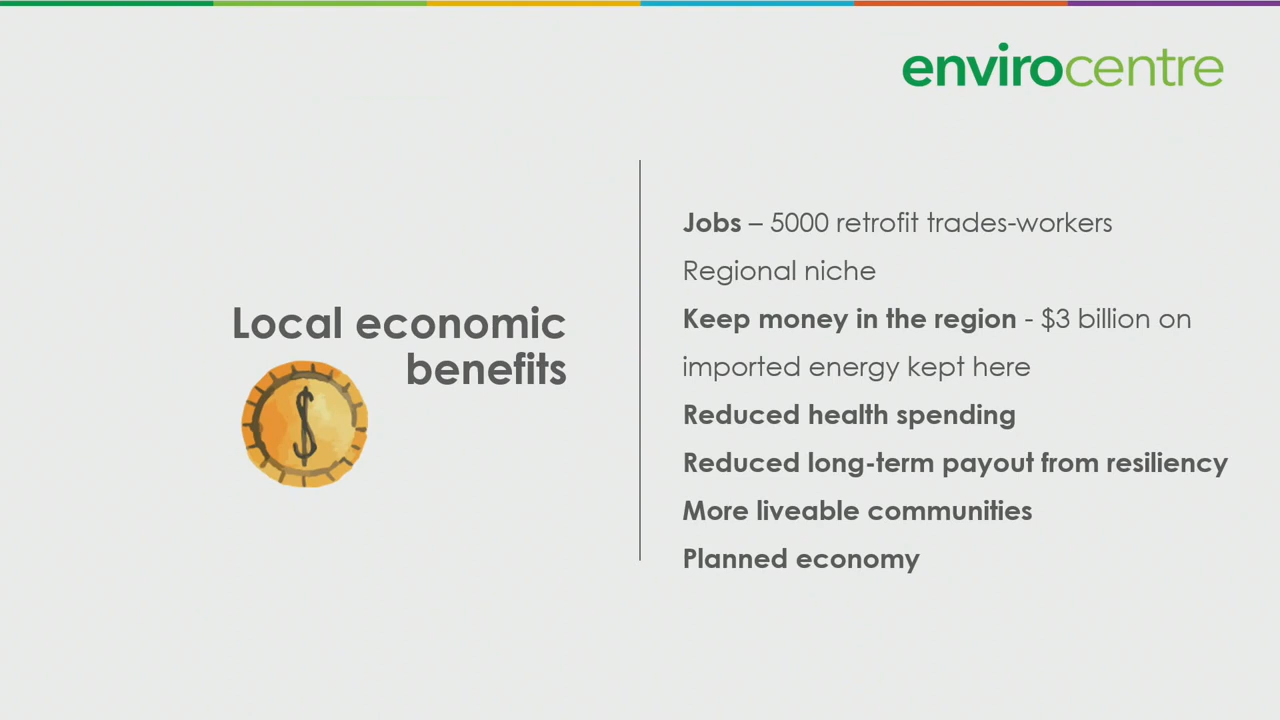 envirocentre
Local economic
benefits
$
Jobs – 5000 retrofit trades-workers
Regional niche
Keep money in the region - $3 billion on
imported energy kept here
Reduced health spending
Reduced long-term payout from resiliency
More liveable communities
Planned economy